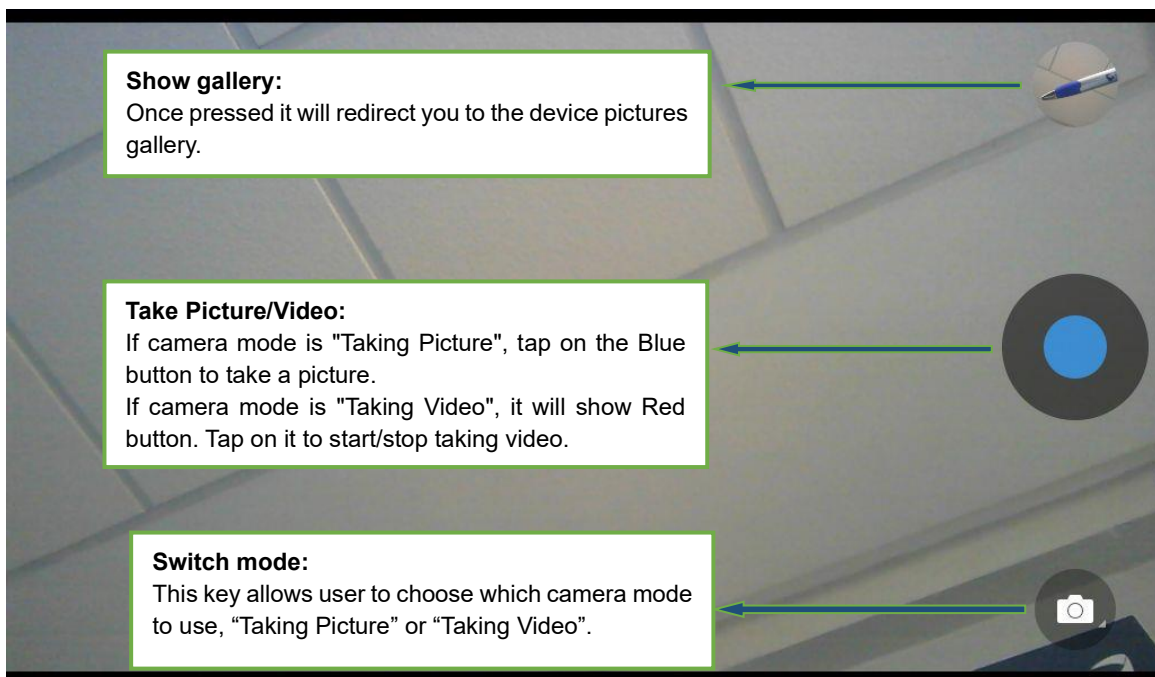 Show gallery:
Once pressed it will redirect you to the device pictures
gallery.
Take Picture/Video:
If camera mode is "Taking Picture", tap on the Blue
button to take a picture.
If camera mode is "Taking Video", it will show Red
button. Tap on it to start/stop taking video.
Switch mode:
This key allows user to choose which camera mode
to use, “Taking Picture” or “Taking Video”.